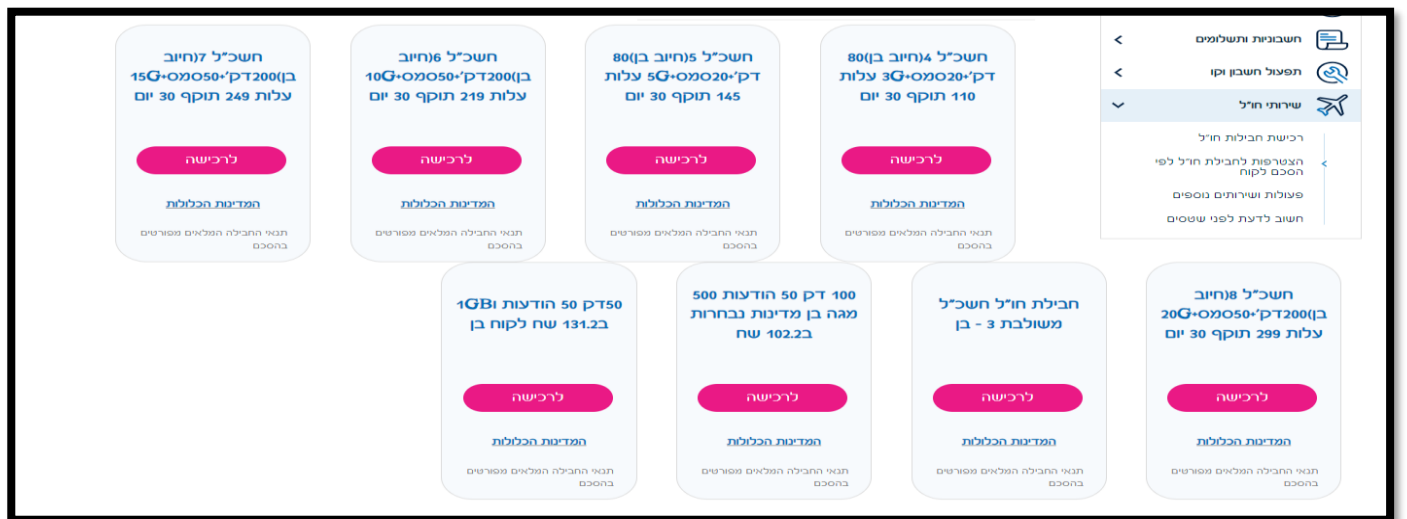 חשבוניות ותשלומים
תפעול חשבון וקו
שירותי חו״ל
רכישת חבילות חו״ל
הצטרפות לחבילת חו״ל לפי
הסכם לקוח
פעולות ושירותים נוספים
חשוב לדעת לפני שטסים
חשכ״ל 4(חיוב בן)80
דק'+20סמס+3G עלות
110 תוקף 30 יום
לרכישה
המדינות הכלולות
תנאי החבילה המלאים מפורטים
בהסכם
חשכ״ל 5(חיוב בן)80
דק'+20סמס+5G עלות
145 תוקף 30 יום
לרכישה
המדינות הכלולות
תנאי החבילה המלאים מפורטים
בהסכם
חשכ״ל 6(חיוב
בן)200דק'+50סמס+10G
עלות 219 תוקף 30 יום
לרכישה
המדינות הכלולות
תנאי החבילה המלאים מפורטים
בהסכם
חשכ״ל 7(חיוב
בן)200דק'+50סמס+15G
עלות 249 תוקף 30 יום
לרכישה
המדינות הכלולות
תנאי החבילה המלאים מפורטים
בהסכם
חשכ״ל 8(חיוב
בן)200דק'+50סמס+20G
עלות 299 תוקף 30 יום
לרכישה
המדינות הכלולות
תנאי החבילה המלאים מפורטים
בהסכם
חבילת חו״ל חשכ״ל
משולבת 3 - בן
לרכישה
המדינות הכלולות
תנאי החבילה המלאים מפורטים
בהסכם
100 דק 50 הודעות 500
מגה בן מדינות נבחרות
ב102.2 שח
לרכישה
המדינות הכלולות
תנאי החבילה המלאים מפורטים
בהסכם
50דק 50 הודעות ו1GB
ב131.2 שח לקוח בן
לרכישה
המדינות הכלולות
תנאי החבילה המלאים מפורטים
בהסכם